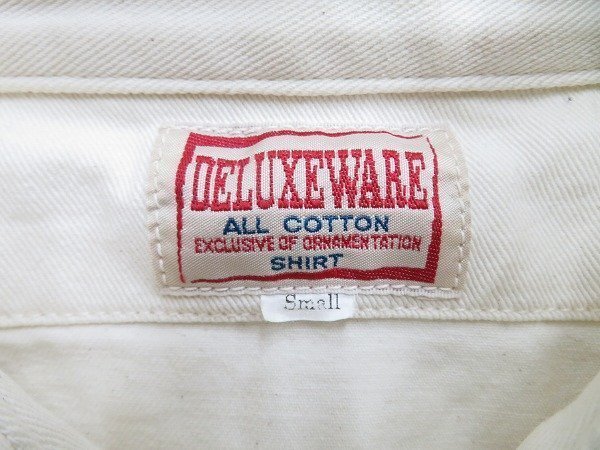 DELUXEWARE
ALL COTTON
EXCLUSIVE OF ORNAMENTATION
SHIRT
Small